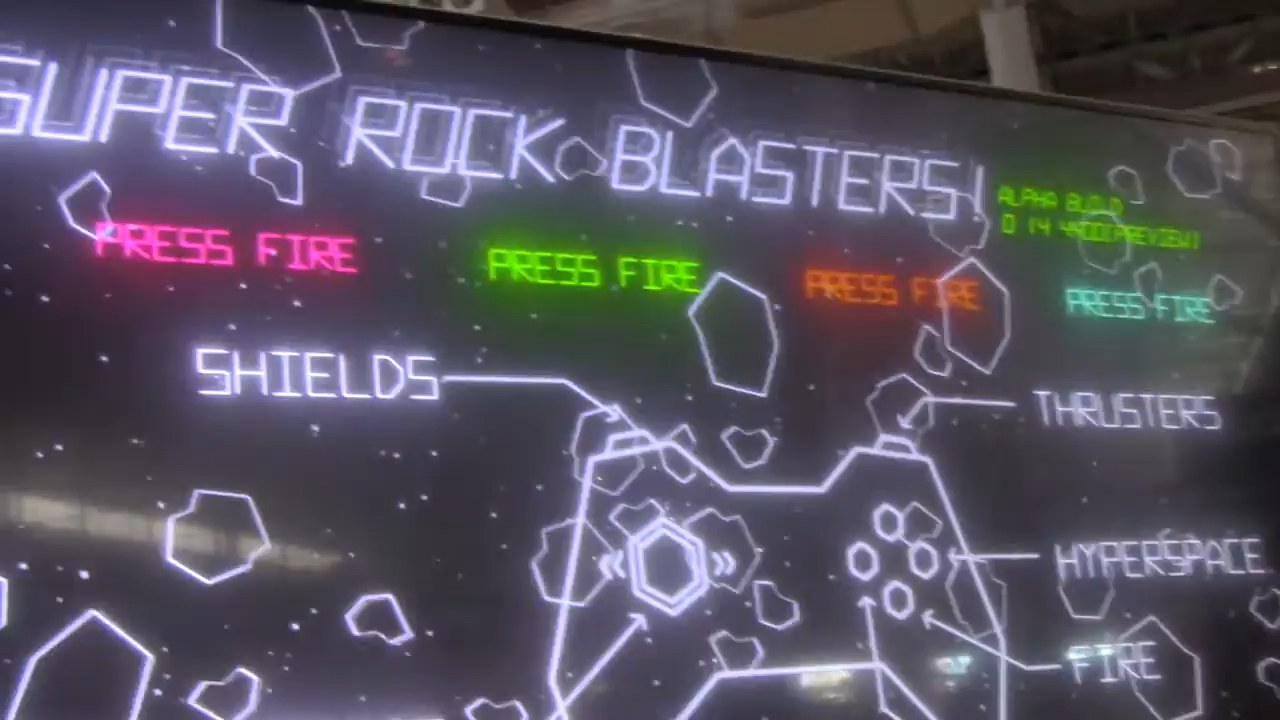 SUPER ROCK BLASTERS!
ALPHA BUILD
PRESS FIRE
PRESS FIRE
PRESS FIRE
PRESS FIRE
SHIELDS
THRUSTERS
HYPERSPACE
FIRE